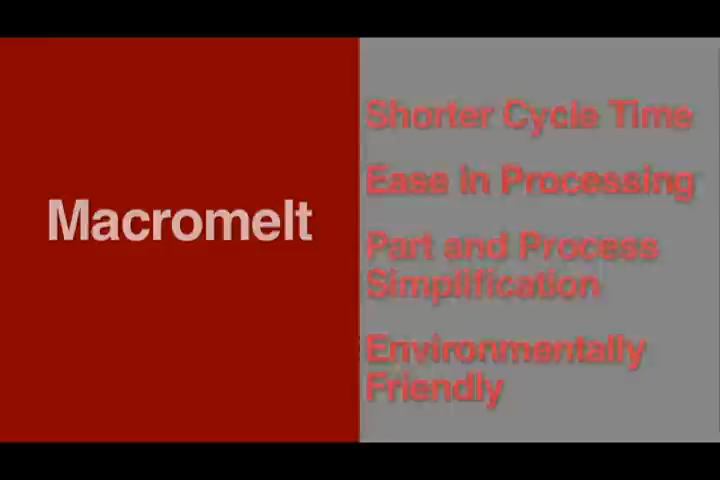 Macromelt
Shorter Cycle Time
Ease in Processing
Part and Process
Simplification
Environmentally
Friendly